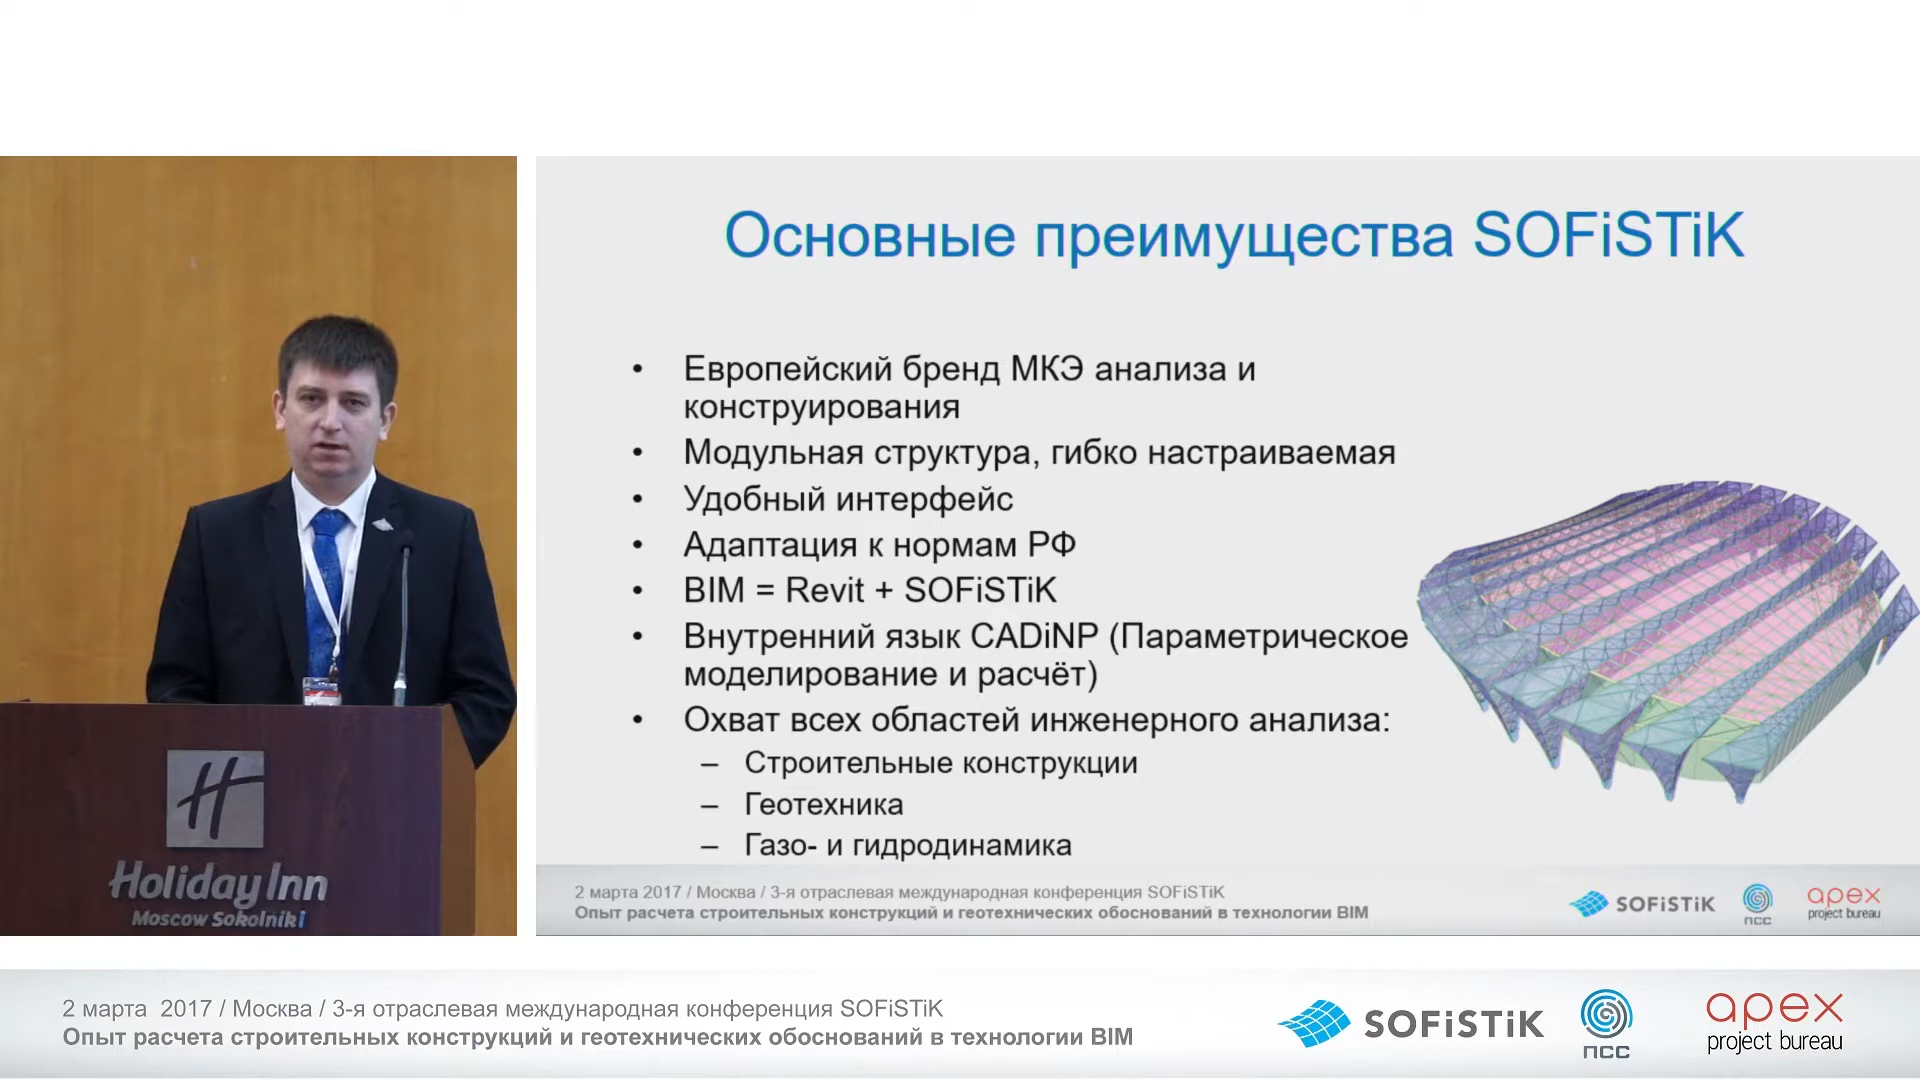 Основные преимущества SOFiSTiK
• Европейский бренд МКЭ анализа и
конструирования
• Модульная структура, гибко настраиваемая
• Удобный интерфейс
• Адаптация к нормам РФ
• BIM = Revit + SOFiSTiK
• Внутренний язык CADiNP (Параметрическое
моделирование и расчёт)
• Охват всех областей инженерного анализа:
– Строительные конструкции
– Геотехника
– Газо- и гидродинамика
2 марта 2017 / Москва / 3-я отраслевая международная конференция SOFiSTiK
Опыт расчета строительных конструкций и геотехнических обоснований в технологии BIM
SOFiSTiK
ПСС
apex
project bureau
H
Holiday Inn
Moscow Sokolniki
2 марта 2017 / Москва / 3-я отраслевая международная конференция SOFiSTiK
Опыт расчета строительных конструкций и геотехнических обоснований в технологии BIM
SOFiSTiK
ПСС
apex
project bureau